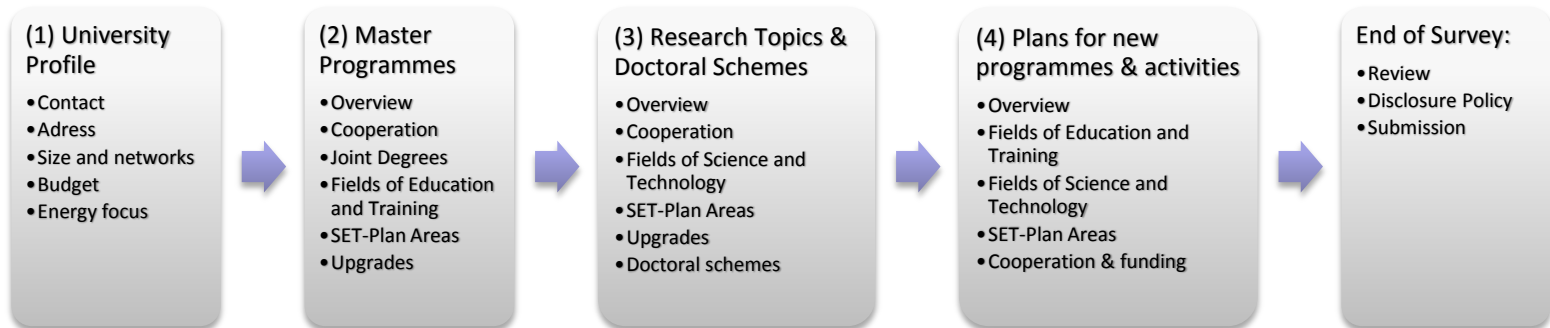 (1) University
Profile
•Contact
•Adress
•Size and networks
•Budget
•Energy focus
(2) Master
Programmes
•Overview
•Cooperation
•Joint Degrees
•Fields of Education
and Training
•SET-Plan Areas
•Upgrades
(3) Research Topics &
Doctoral Schemes
•Overview
•Cooperation
•Fields of Science and
Technology
•SET-Plan Areas
•Upgrades
•Doctoral schemes
(4) Plans for new
programmes & activities
•Overview
•Fields of Education and
Training
•Fields of Science and
Technology
•SET-Plan Areas
•Cooperation & funding
End of Survey:
•Review
•Disclosure Policy
•Submission